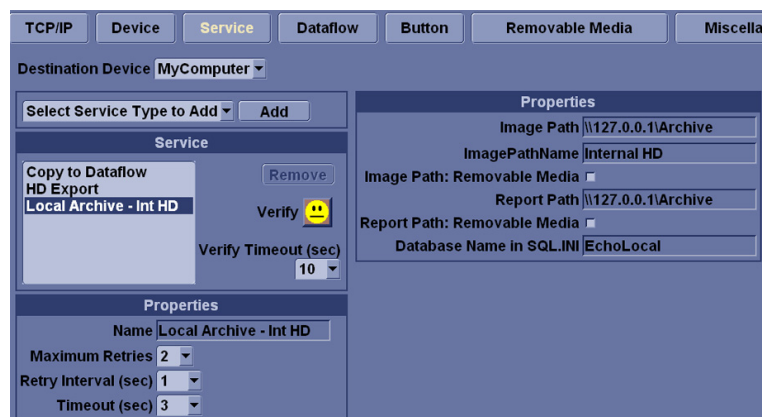 TCP/IP Device Service Dataflow Button Removable Media Miscella
Destination Device MyComputer
Select Service Type to Add Add
Service
Copy to Dataflow
HD Export
Local Archive - Int HD
Remove
Verify
Verify Timeout (sec)
10
Properties
Name Local Archive - Int HD
Maximum Retries 2
Retry Interval (sec) 1
Timeout (sec) 3
Properties
Image Path \\127.0.0.1\Archive
ImagePathName Internal HD
Image Path: Removable Media
Report Path \\127.0.0.1\Archive
Report Path: Removable Media
Database Name in SQL.INI EchoLocal